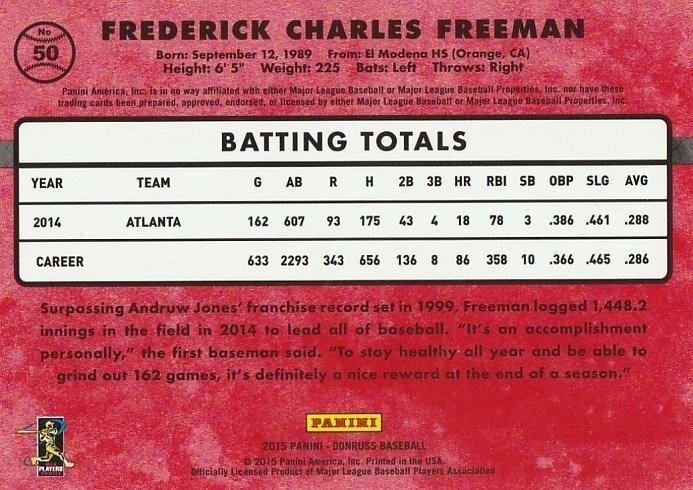 No
50
FREDERICK CHARLES FREEMAN
Born: September 12, 1989 From: El Modena HS (Orange, CA)
Height: 6' 5" Weight: 225 Bats: Left Throws: Right
Panini America, Inc. is in no way affiliated with either Major League Baseball or Major League Baseball Properties, Inc. nor have these
trading cards been prepared, approved, endorsed, or licensed by either Major League Baseball or Major League Baseball Properties, Inc.
BATTING TOTALS
YEAR TEAM G AB R H 2B 3B HR RBI SB OBP SLG AVG
2014 ATLANTA 162 607 93 175 43 4 18 78 3 .386 .461 .288
CAREER 633 2293 343 656 136 8 86 358 10 .366 .465 .286
Surpassing Andruw Jones' franchise record set in 1999, Freeman logged 1,448.2
innings in the field in 2014 to lead all of baseball. "It's an accomplishment
personally," the first baseman said. "To stay healthy all year and be able to
grind out 162 games, it's definitely a nice reward at the end of a season."
PANINI
2015 PANINI - DONRUSS BASEBALL
© 2015 Panini America, Inc. Printed in the USA.
Officially Licensed Product of Major League Baseball Players Association
PLAYERS